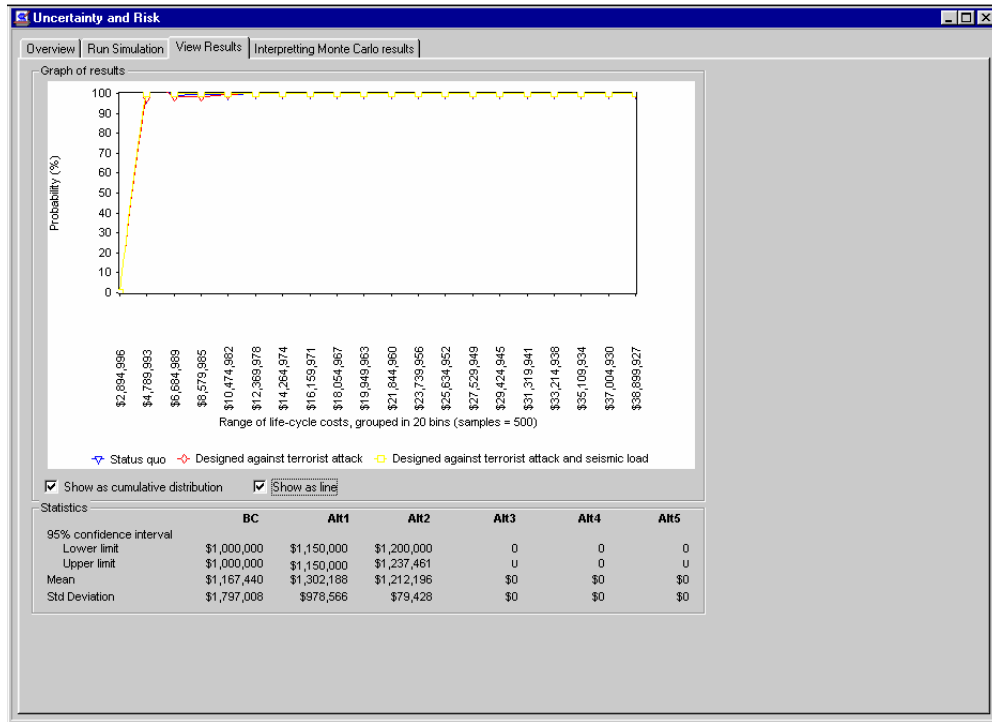 Uncertainty and Risk
Overview Run Simulation View Results Interpretting Monte Carlo results
Graph of results
Probability (%)
100
90
80
70
60
50
40
30
20
10
0
$2,894,996
$4,789,993
$6,684,989
$8,579,985
$10,474,982
$12,369,978
$14,264,974
$16,159,971
$18,054,967
$19,949,963
$21,844,960
$23,739,956
$25,634,952
$27,529,949
$29,424,945
$31,319,941
$33,214,938
$35,109,934
$37,004,930
$38,899,927
Range of life-cycle costs, grouped in 20 bins (samples = 500)
Status quo Designed against terrorist attack Designed against terrorist attack and seismic load
Show as cumulative distribution Show as line
Statistics
BC Alt1 Alt2 Alt3 Alt4 Alt5
95% confidence interval
Lower limit $1,000,000 $1,150,000 $1,200,000 0 0 0
Upper limit $1,000,000 $1,150,000 $1,237,461 0 0 0
Mean $1,167,440 $1,302,188 $1,212,196 $0 $0 $0
Std Deviation $1,797,008 $978,566 $79,428 $0 $0 $0